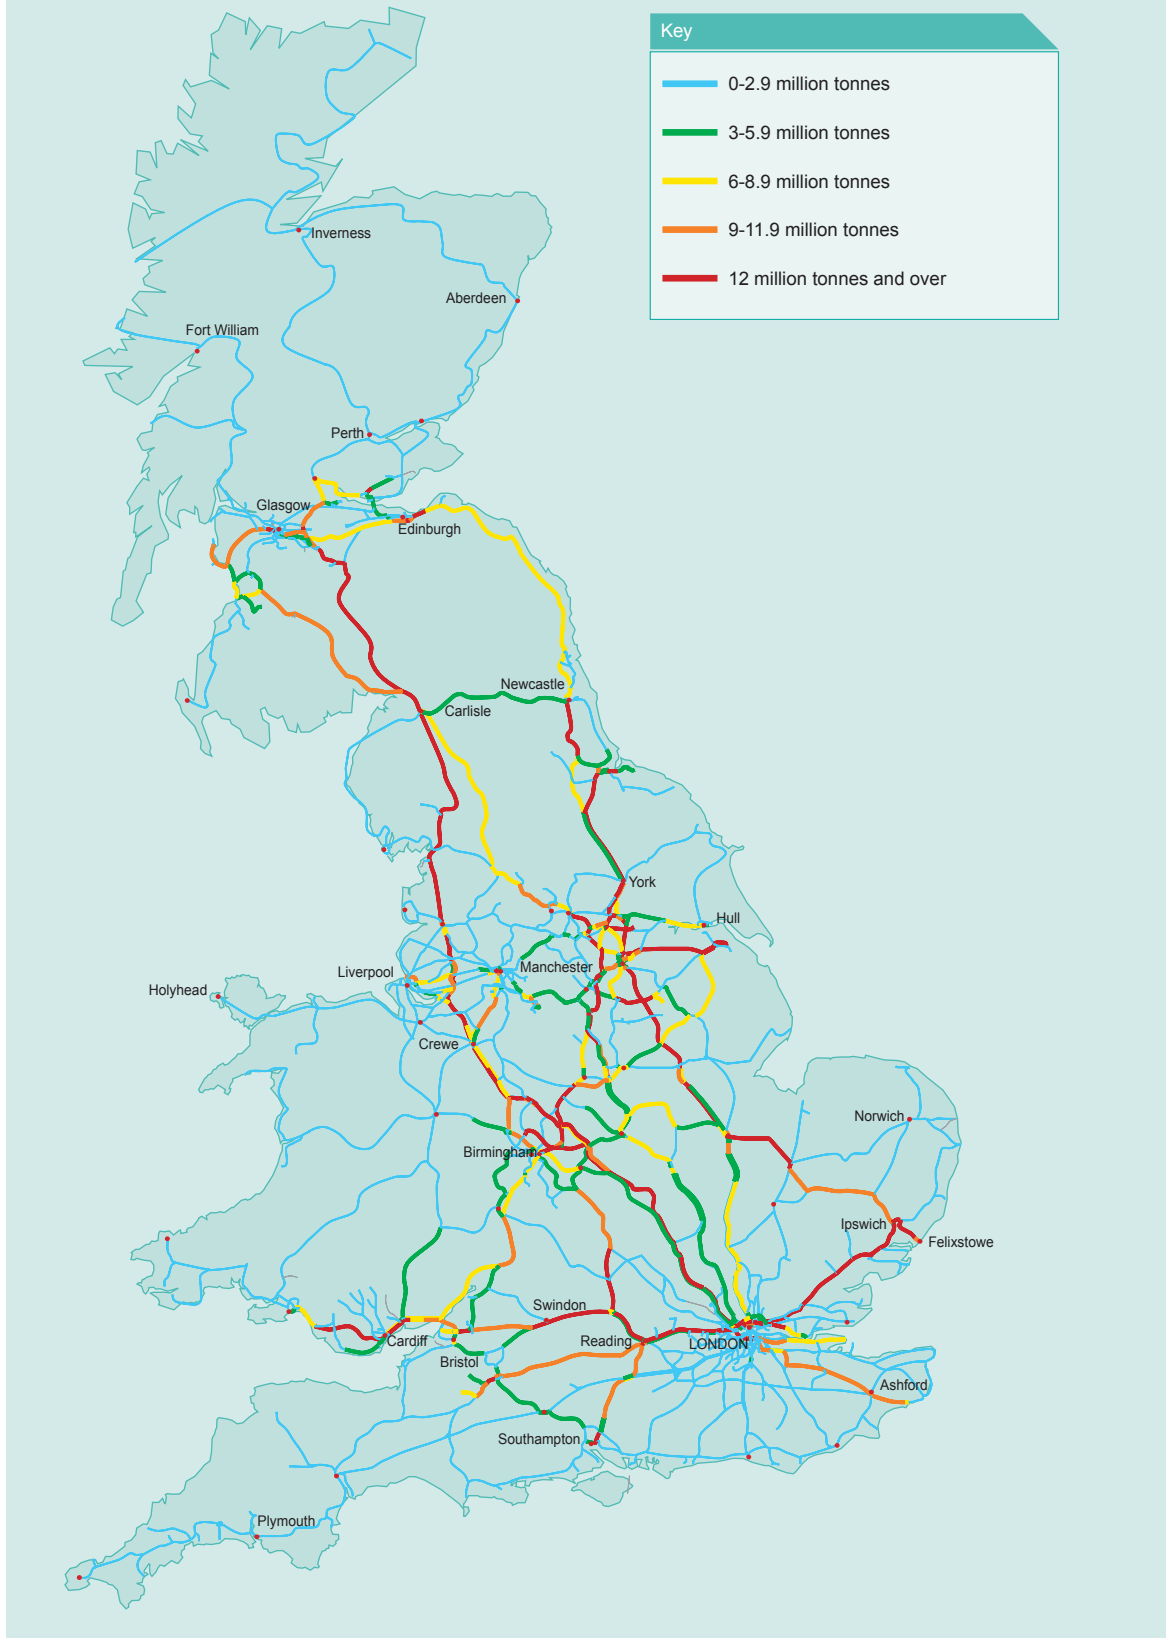 Key
0-2.9 million tonnes
3-5.9 million tonnes
6-8.9 million tonnes
9-11.9 million tonnes
12 million tonnes and over
Inverness
Aberdeen
Fort William
Perth
Glasgow
Edinburgh
Newcastle
Carlisle
York
Hull
Manchester
Liverpool
Holyhead
Crewe
Norwich
Birmingham
Ipswich
Felixstowe
Swindon
Cardiff
Reading
LONDON
Bristol
Ashford
Southampton
Plymouth